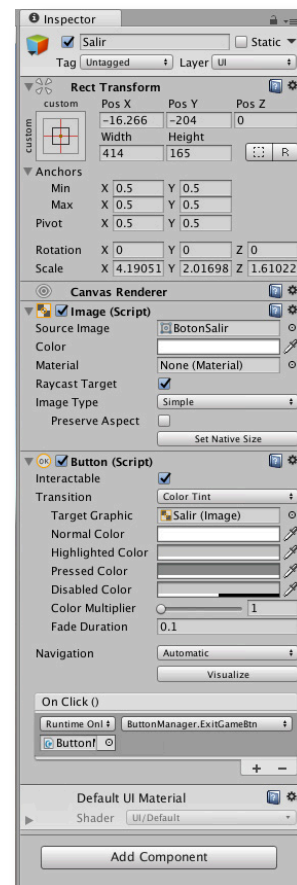 Inspector
Salir Static
Tag Untagged Layer UI
Rect Transform
custom Pos X Pos Y Pos Z
custom -16.266 -204 0
Width Height
414 165 R
Anchors
Min X 0.5 Y 0.5
Max X 0.5 Y 0.5
Pivot X 0.5 Y 0.5
Rotation X 0 Y 0 Z 0
Scale X 4.19051 Y 2.01698 Z 1.61022
Canvas Renderer
Image (Script)
Source Image BotonSalir
Color
Material None (Material)
Raycast Target
Image Type Simple
Preserve Aspect
Set Native Size
OK Button (Script)
Interactable
Transition Color Tint
Target Graphic Salir (Image)
Normal Color
Highlighted Color
Pressed Color
Disabled Color
Color Multiplier 1
Fade Duration 0.1
Navigation Automatic
Visualize
On Click ()
Runtime Onl ButtonManager.ExitGameBtn
Buttonf
+ −
Default UI Material
Shader UI/Default
Add Component